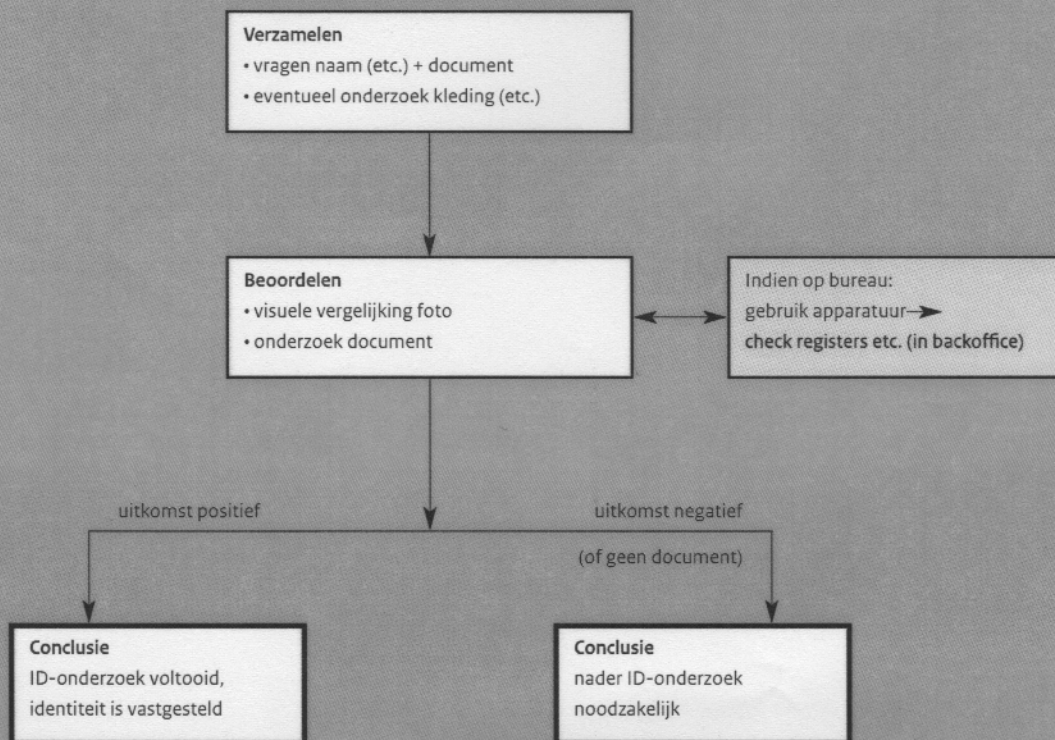 Verzamelen
• vragen naam (etc.) + document
• eventueel onderzoek kleding (etc.)
Beoordelen
• visuele vergelijking foto
• onderzoek document
Indien op bureau:
gebruik apparatuur→
check registers etc. (in backoffice)
uitkomst positief
uitkomst negatief
(of geen document)
Conclusie
ID-onderzoek voltooid,
identiteit is vastgesteld
Conclusie
nader ID-onderzoek
noodzakelijk